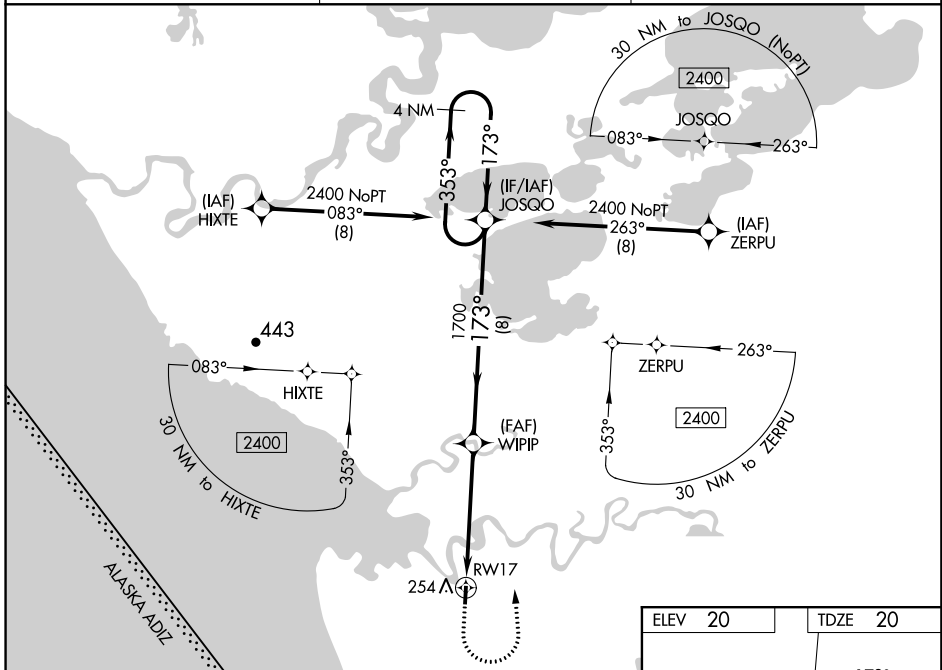 30 NM to JOSQO (NoPT)
2400
JOSQO
083°
263°
4 NM
353°
173°
(IF/IAF)
JOSQO
(IAF)
HIXTE
2400 NoPT
083°
(8)
2400 NoPT
263°
(8)
(IAF)
ZERPU
1700
173°
(8)
443
083°
HIXTE
2400
353°
30 NM to HIXTE
ZERPU
263°
2400
353°
30 NM to ZERPU
(FAF)
WIPIP
RW17
254
ALASKA ADIZ
ELEV 20
TDZE 20